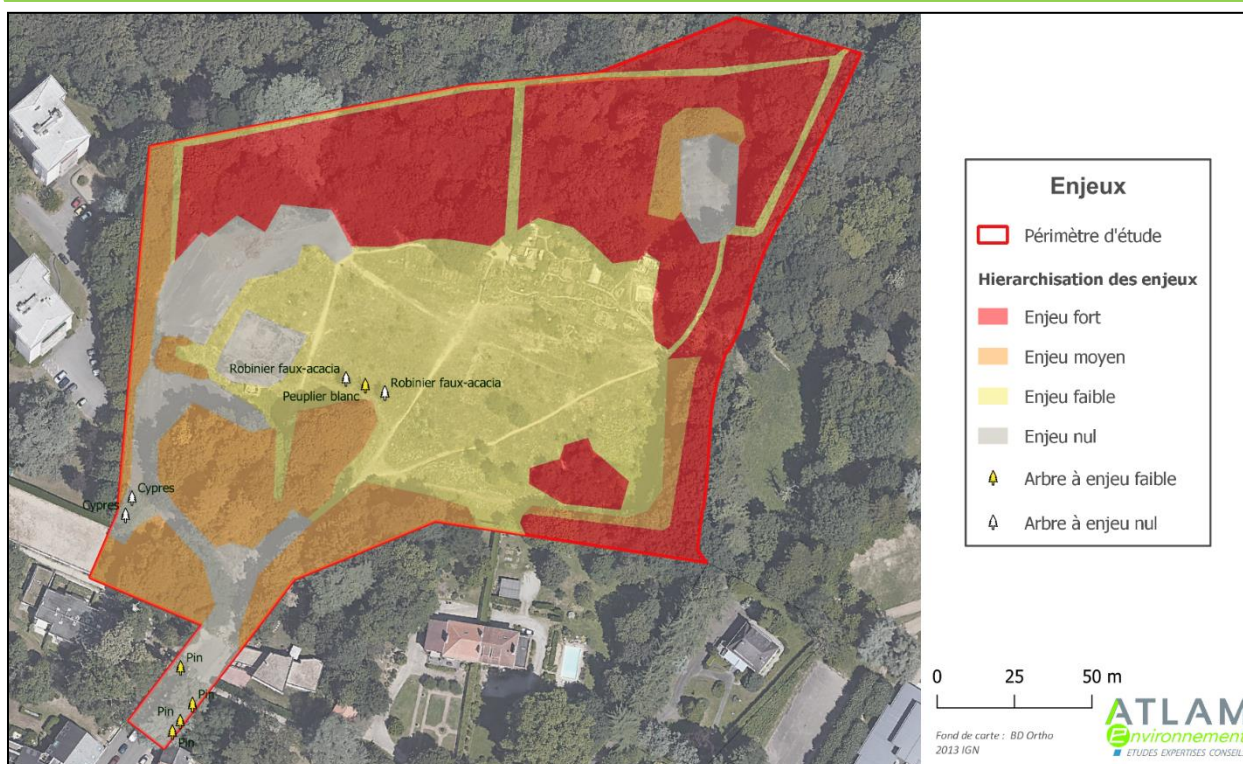 Robinier faux-acacia
Robinier faux-acacia
Peuplier blanc
Cypres
Cypres
Pin
Pin
Pin
Pin
Enjeux
Périmètre d'étude
Hierarchisation des enjeux
Enjeu fort
Enjeu moyen
Enjeu faible
Enjeu nul
Arbre à enjeu faible
Arbre à enjeu nul
0 25 50 m
Fond de carte : BD Ortho
2013 IGN
ATLAM
environnement
ETUDES EXPERTISES CONSEIL